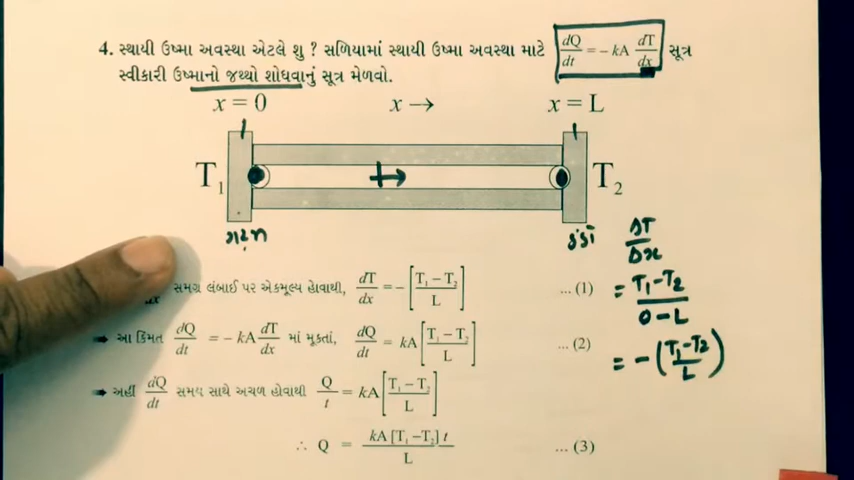 4. સ્થાયી ઉષ્મા અવસ્થા એટલે શુ ? સળિયામાં સ્થાયી ઉષ્મા અવસ્થા માટે dQ/dt = – kA dT/dx સૂત્ર
સ્વીકારી ઉષ્માનો જથ્થો શોધવાનું સૂત્ર મેળવો.
x = 0 x → x = L
T₁ T₂
ગરમ ઠંડો
ΔT/Δx
dx સમગ્ર લંબાઈ પર એકમૂલ્ય હોવાથી, dT/dx = – [T₁ – T₂ / L] ... (1)
= T₁-T₂ / 0-L
➡ આ કિંમત dQ/dt = – kA dT/dx માં મૂકતાં, dQ/dt = kA [T₁ – T₂ / L] ... (2)
= -(T₁-T₂ / L)
➡ અહીં dQ/dt સમય સાથે અચળ હોવાથી Q/t = kA [T₁ – T₂ / L]
∴ Q = kA [T₁ – T₂] t / L ... (3)